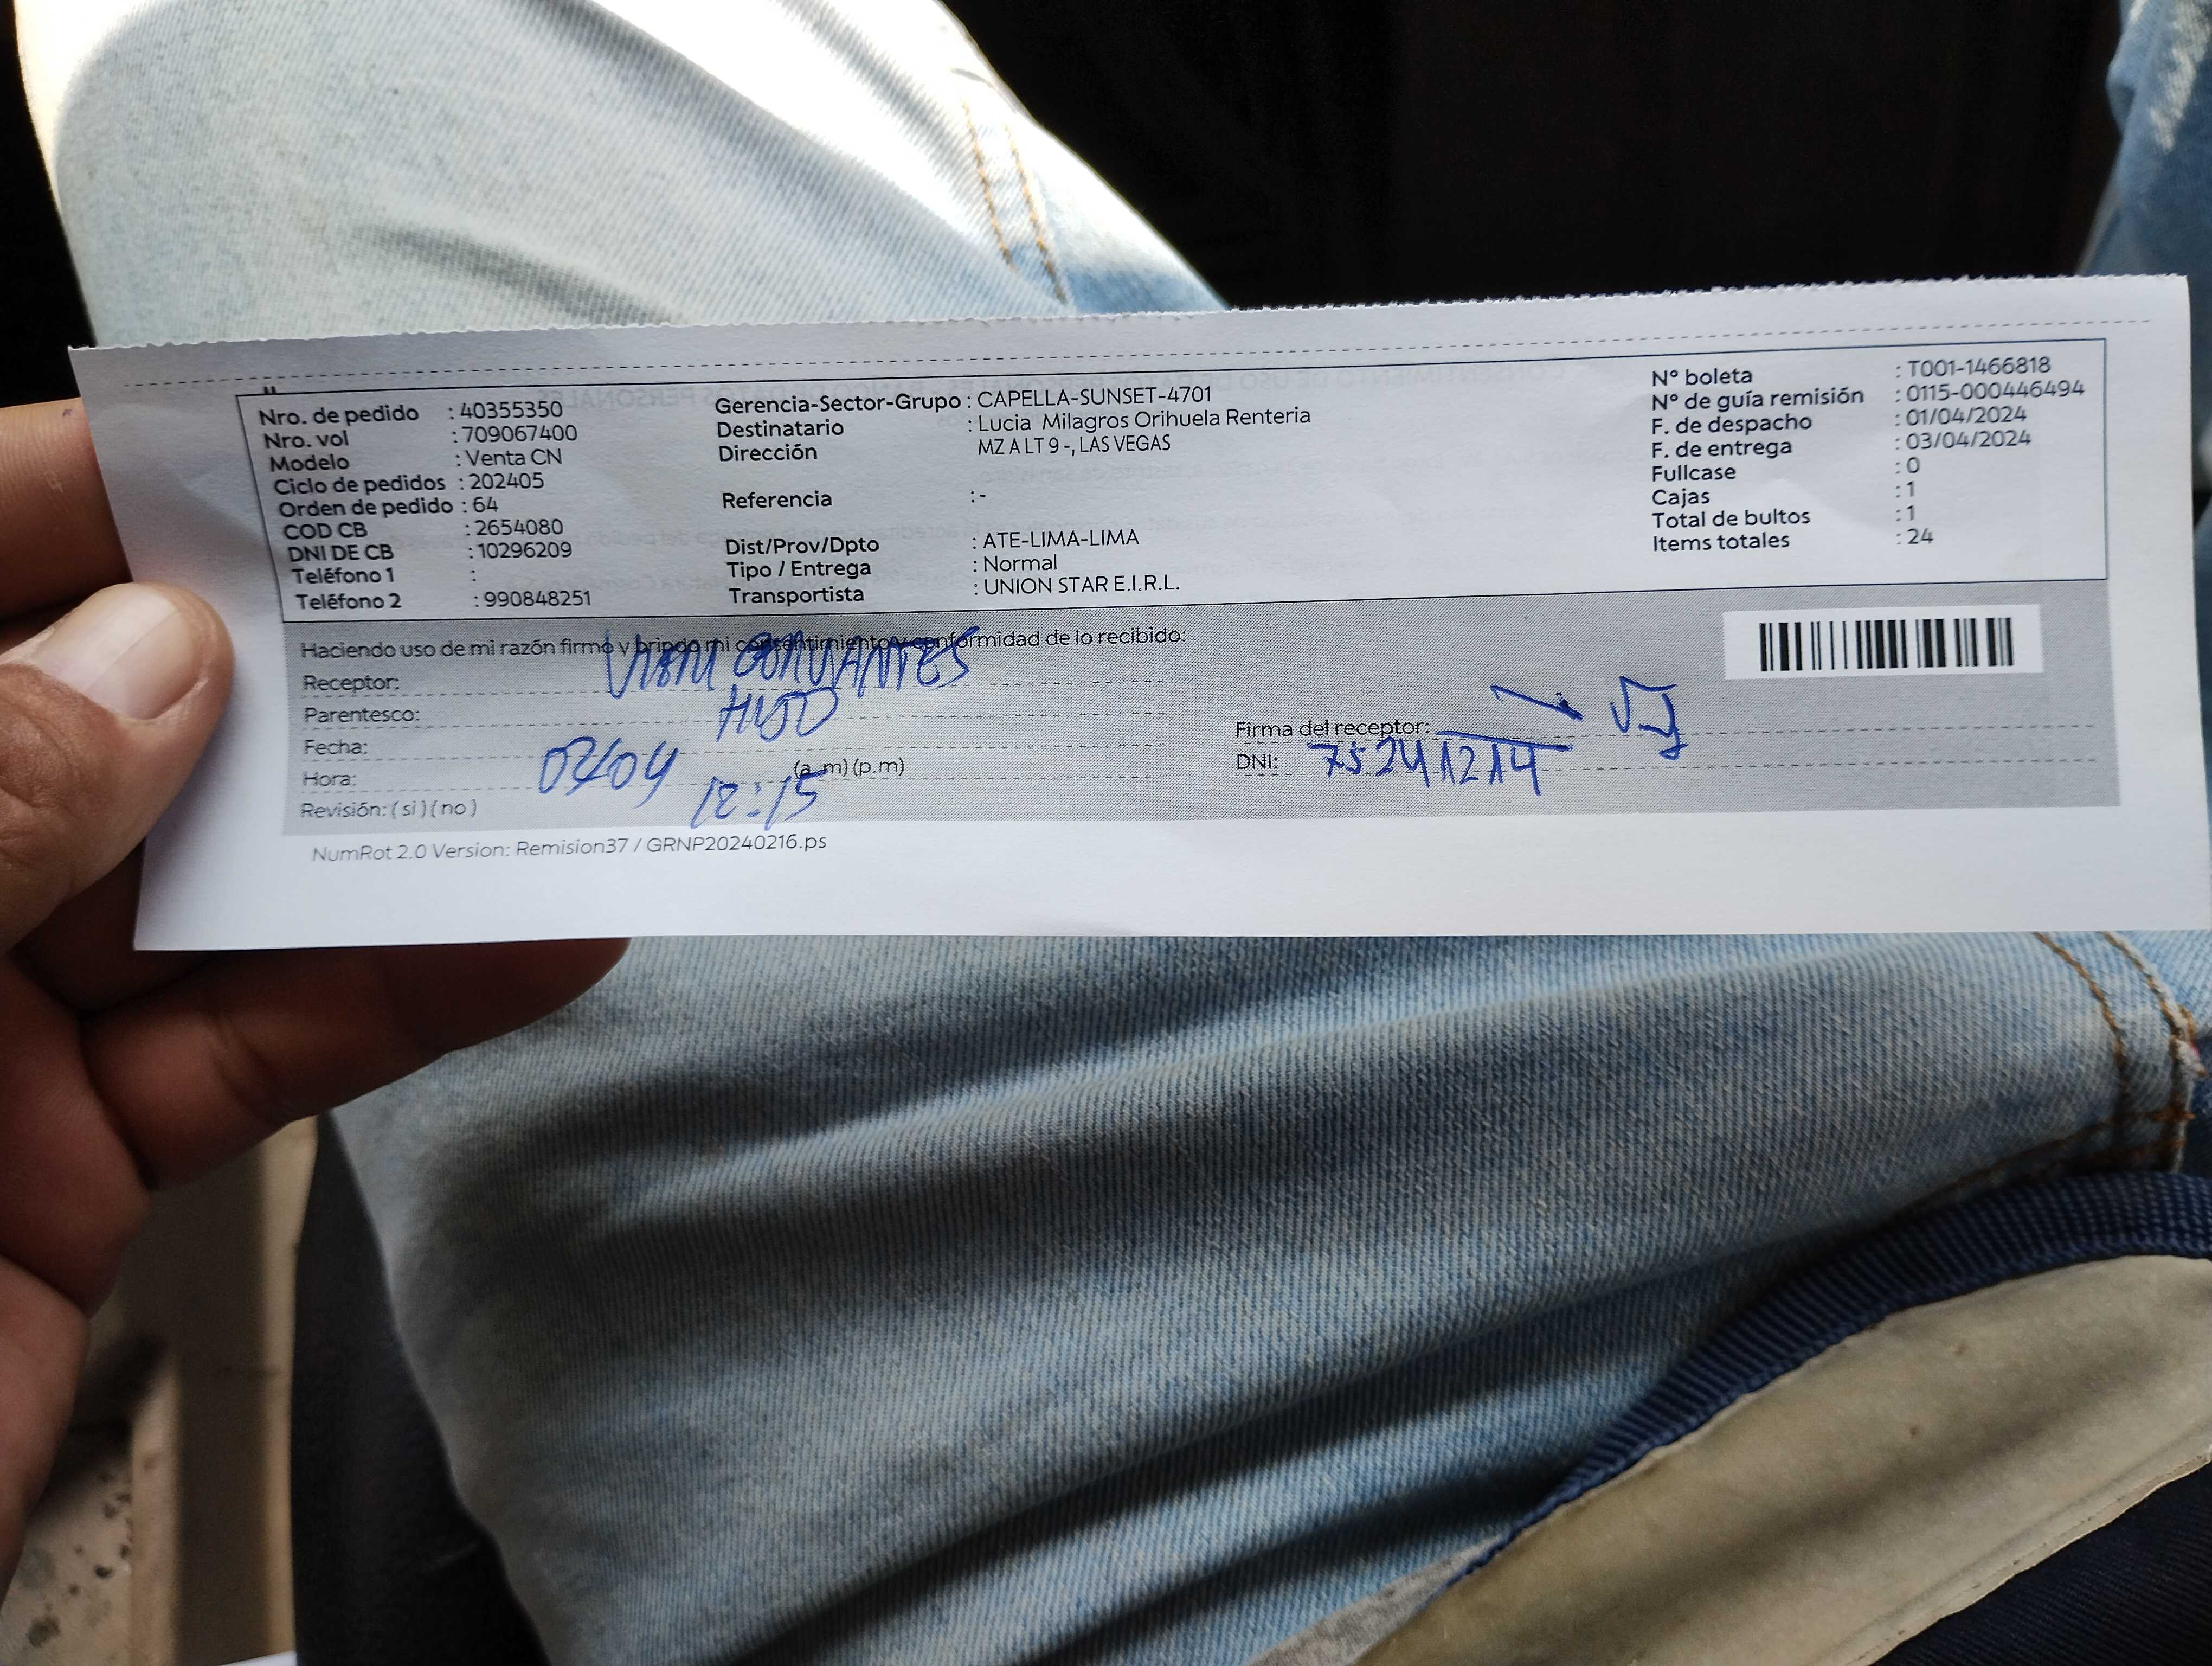 Nro. de pedido : 40355350
Nro. vol : 709067400
Modelo : Venta CN
Ciclo de pedidos : 202405
Orden de pedido : 64
COD CB : 2654080
DNI DE CB : 10296209
Teléfono 1 :
Teléfono 2 : 990848251
Gerencia-Sector-Grupo : CAPELLA-SUNSET-4701
Destinatario : Lucia Milagros Orihuela Renteria
Dirección MZ A LT 9 -, LAS VEGAS
Referencia : -
Dist/Prov/Dpto : ATE-LIMA-LIMA
Tipo / Entrega : Normal
Transportista : UNION STAR E.I.R.L.
N° boleta : T001-1466818
N° de guía remisión : 0115-000446494
F. de despacho : 01/04/2024
F. de entrega : 03/04/2024
Fullcase : 0
Cajas : 1
Total de bultos : 1
Items totales : 24
Haciendo uso de mi razón firmo y brindo mi consentimiento y conformidad de lo recibido:
Receptor: CERVANTES
Parentesco: HIJO
Fecha:
Hora: 12:15 (a.m) (p.m)
Revisión: ( si ) ( no )
Firma del receptor:
DNI: 75241214
NumRot 2.0 Version: Remision37 / GRNP20240216.ps